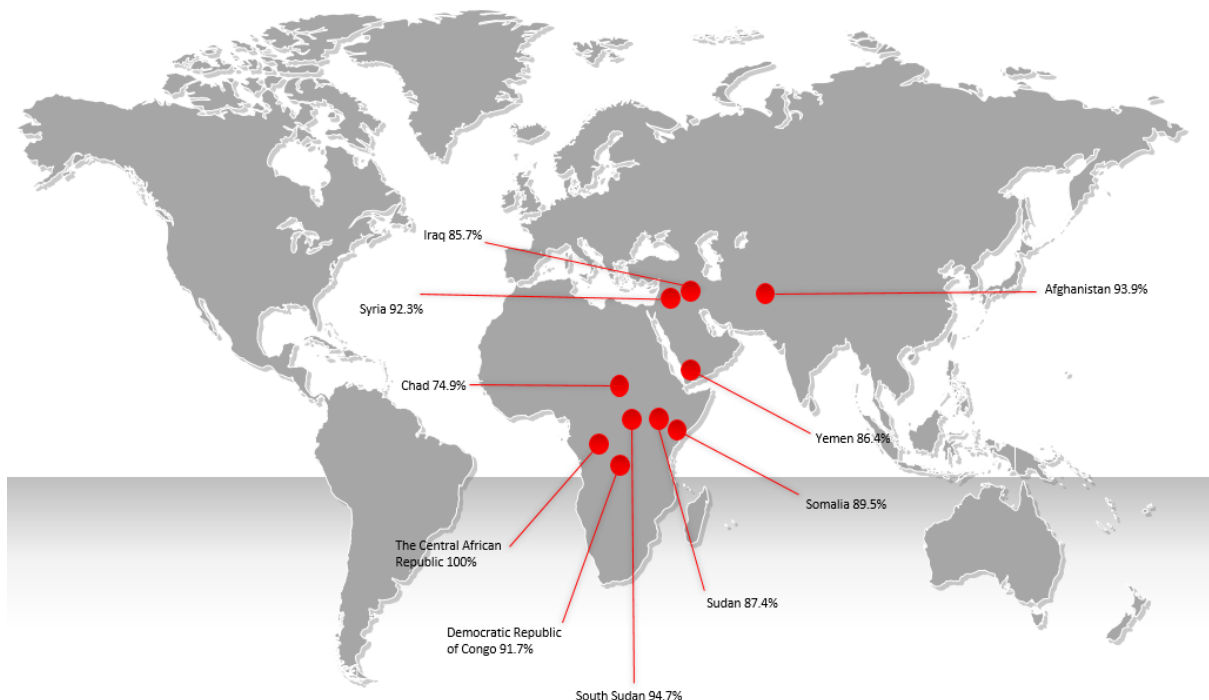 Iraq 85.7%
Syria 92.3%
Afghanistan 93.9%
Chad 74.9%
Yemen 86.4%
Somalia 89.5%
The Central African
Republic 100%
Sudan 87.4%
Democratic Republic
of Congo 91.7%
South Sudan 94.7%